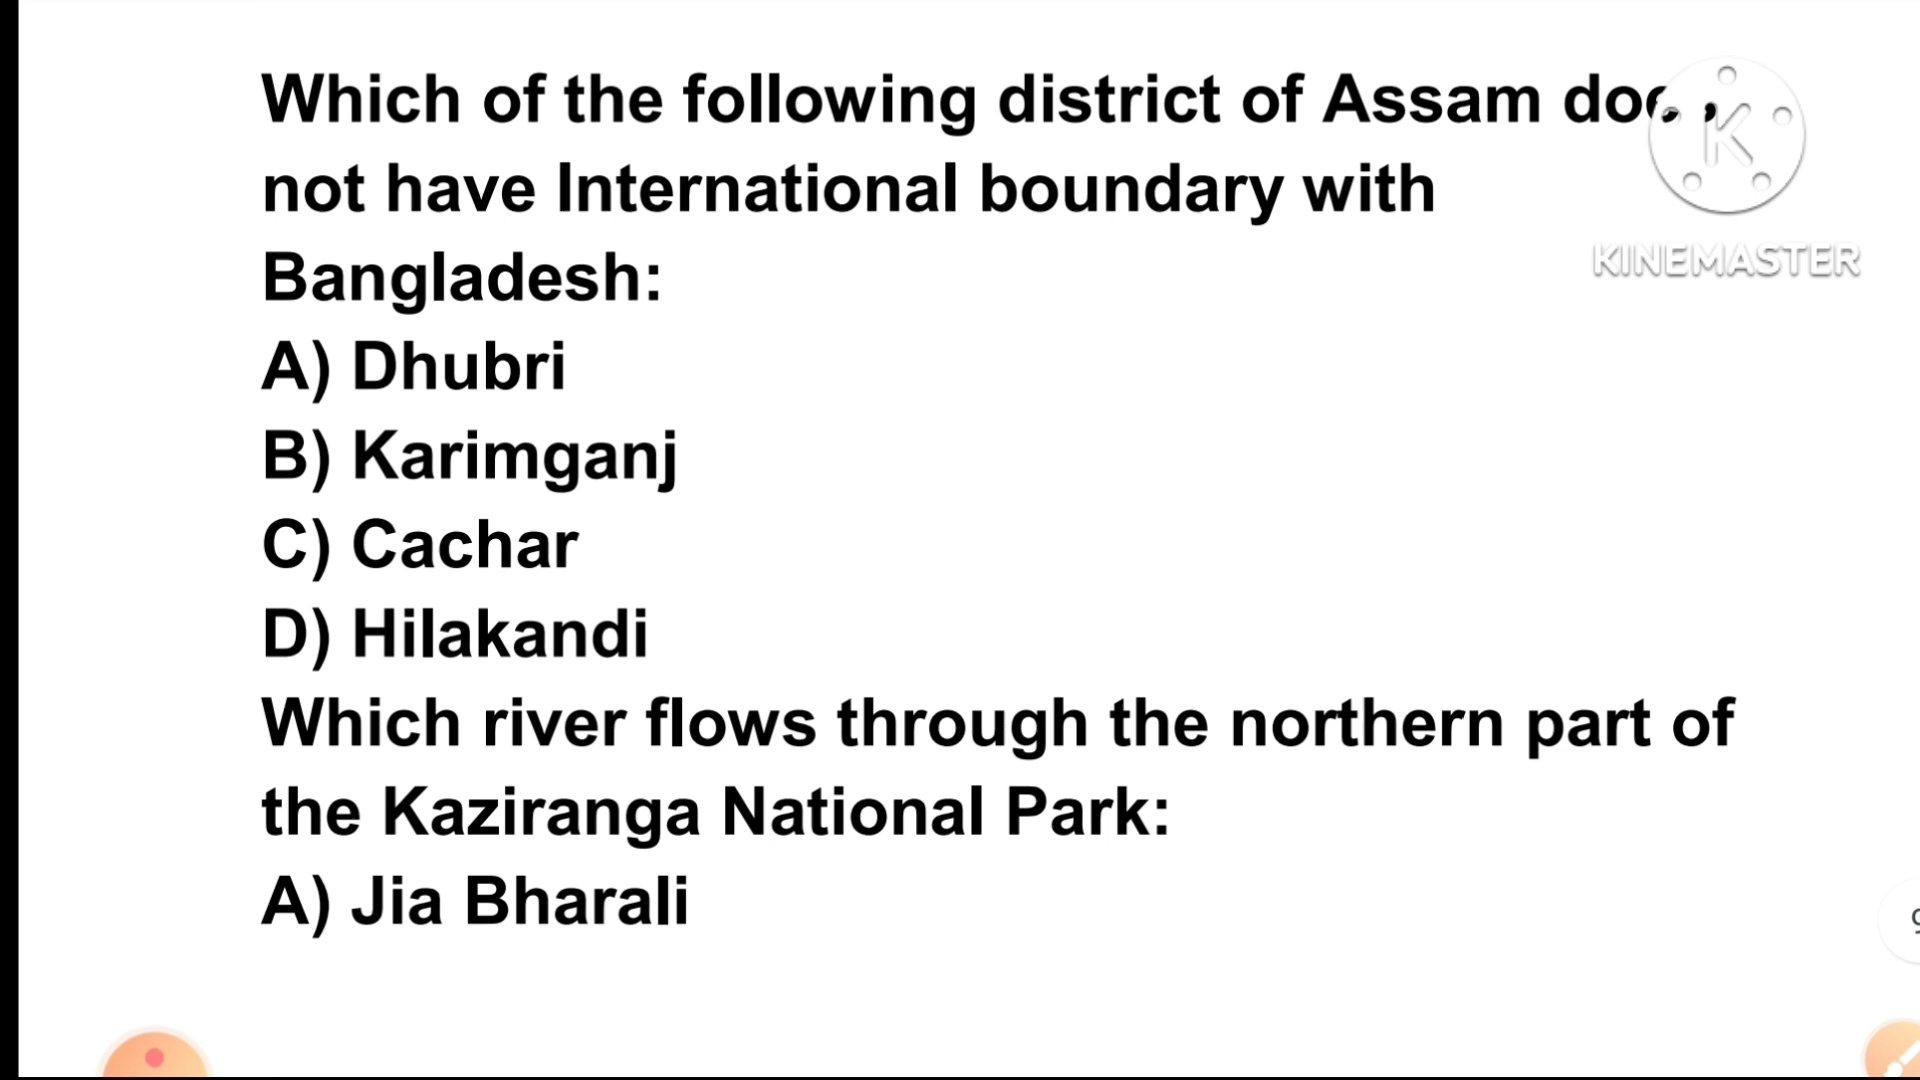 Which of the following district of Assam does
not have International boundary with
Bangladesh:
A) Dhubri
B) Karimganj
C) Cachar
D) Hilakandi
Which river flows through the northern part of
the Kaziranga National Park:
A) Jia Bharali
K
KINEMASTER